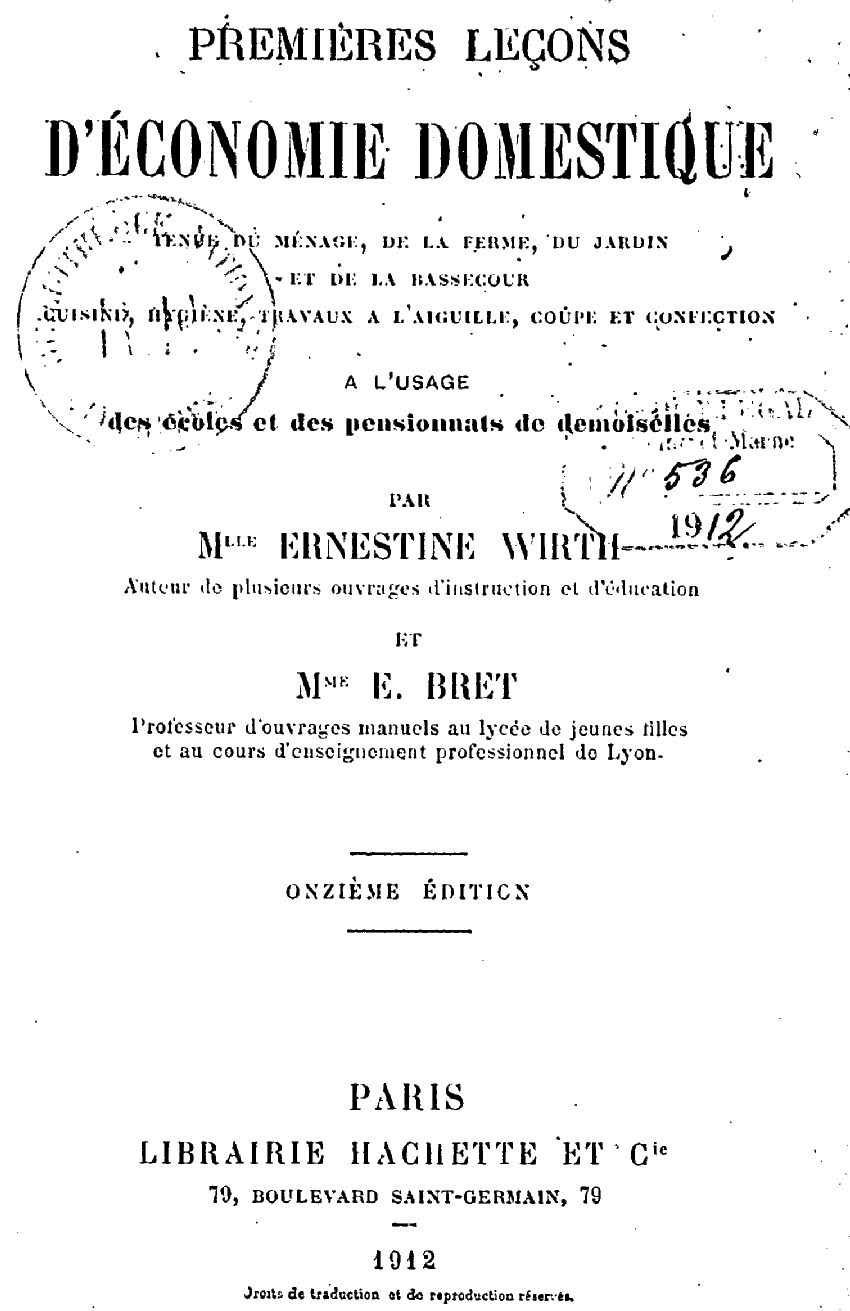 PREMIÈRES LEÇONS
D'ÉCONOMIE DOMESTIQUE
TENUE DU MÉNAGE, DE LA FERME, DU JARDIN
ET DE LA BASSECOUR
CUISINE, HYGIÈNE, TRAVAUX A L'AIGUILLE, COUPE ET CONFECTION
A L'USAGE
des écoles et des pensionnats de demoiselles
et-Marne
No 536
1912
PAR
MLLE ERNESTINE WIRTH
Auteur de plusieurs ouvrages d'instruction et d'éducation
ET
MME E. BRET
Professeur d'ouvrages manuels au lycée de jeunes filles
et au cours d'enseignement professionnel de Lyon.
ONZIÈME ÉDITION
PARIS
LIBRAIRIE HACHETTE ET Cie
79, BOULEVARD SAINT-GERMAIN, 79
1912
Droits de traduction et de reproduction réservés.